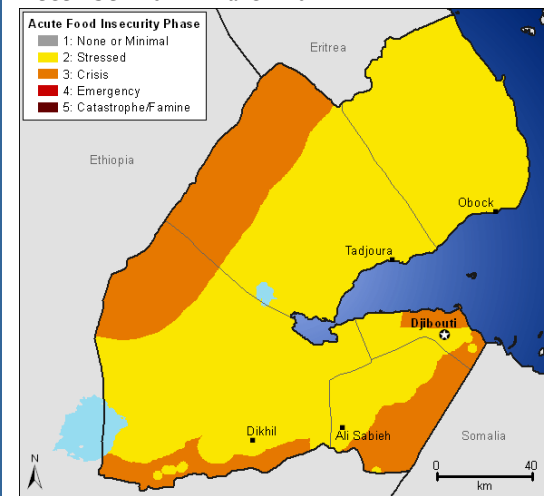 Acute Food Insecurity Phase
1: None or Minimal
2: Stressed
3: Crisis
4: Emergency
5: Catastrophe/Famine
Eritrea
Ethiopia
Obock
Tadjoura
Djibouti
Dikhil
Ali Sabieh
Somalia
N
0 40
km